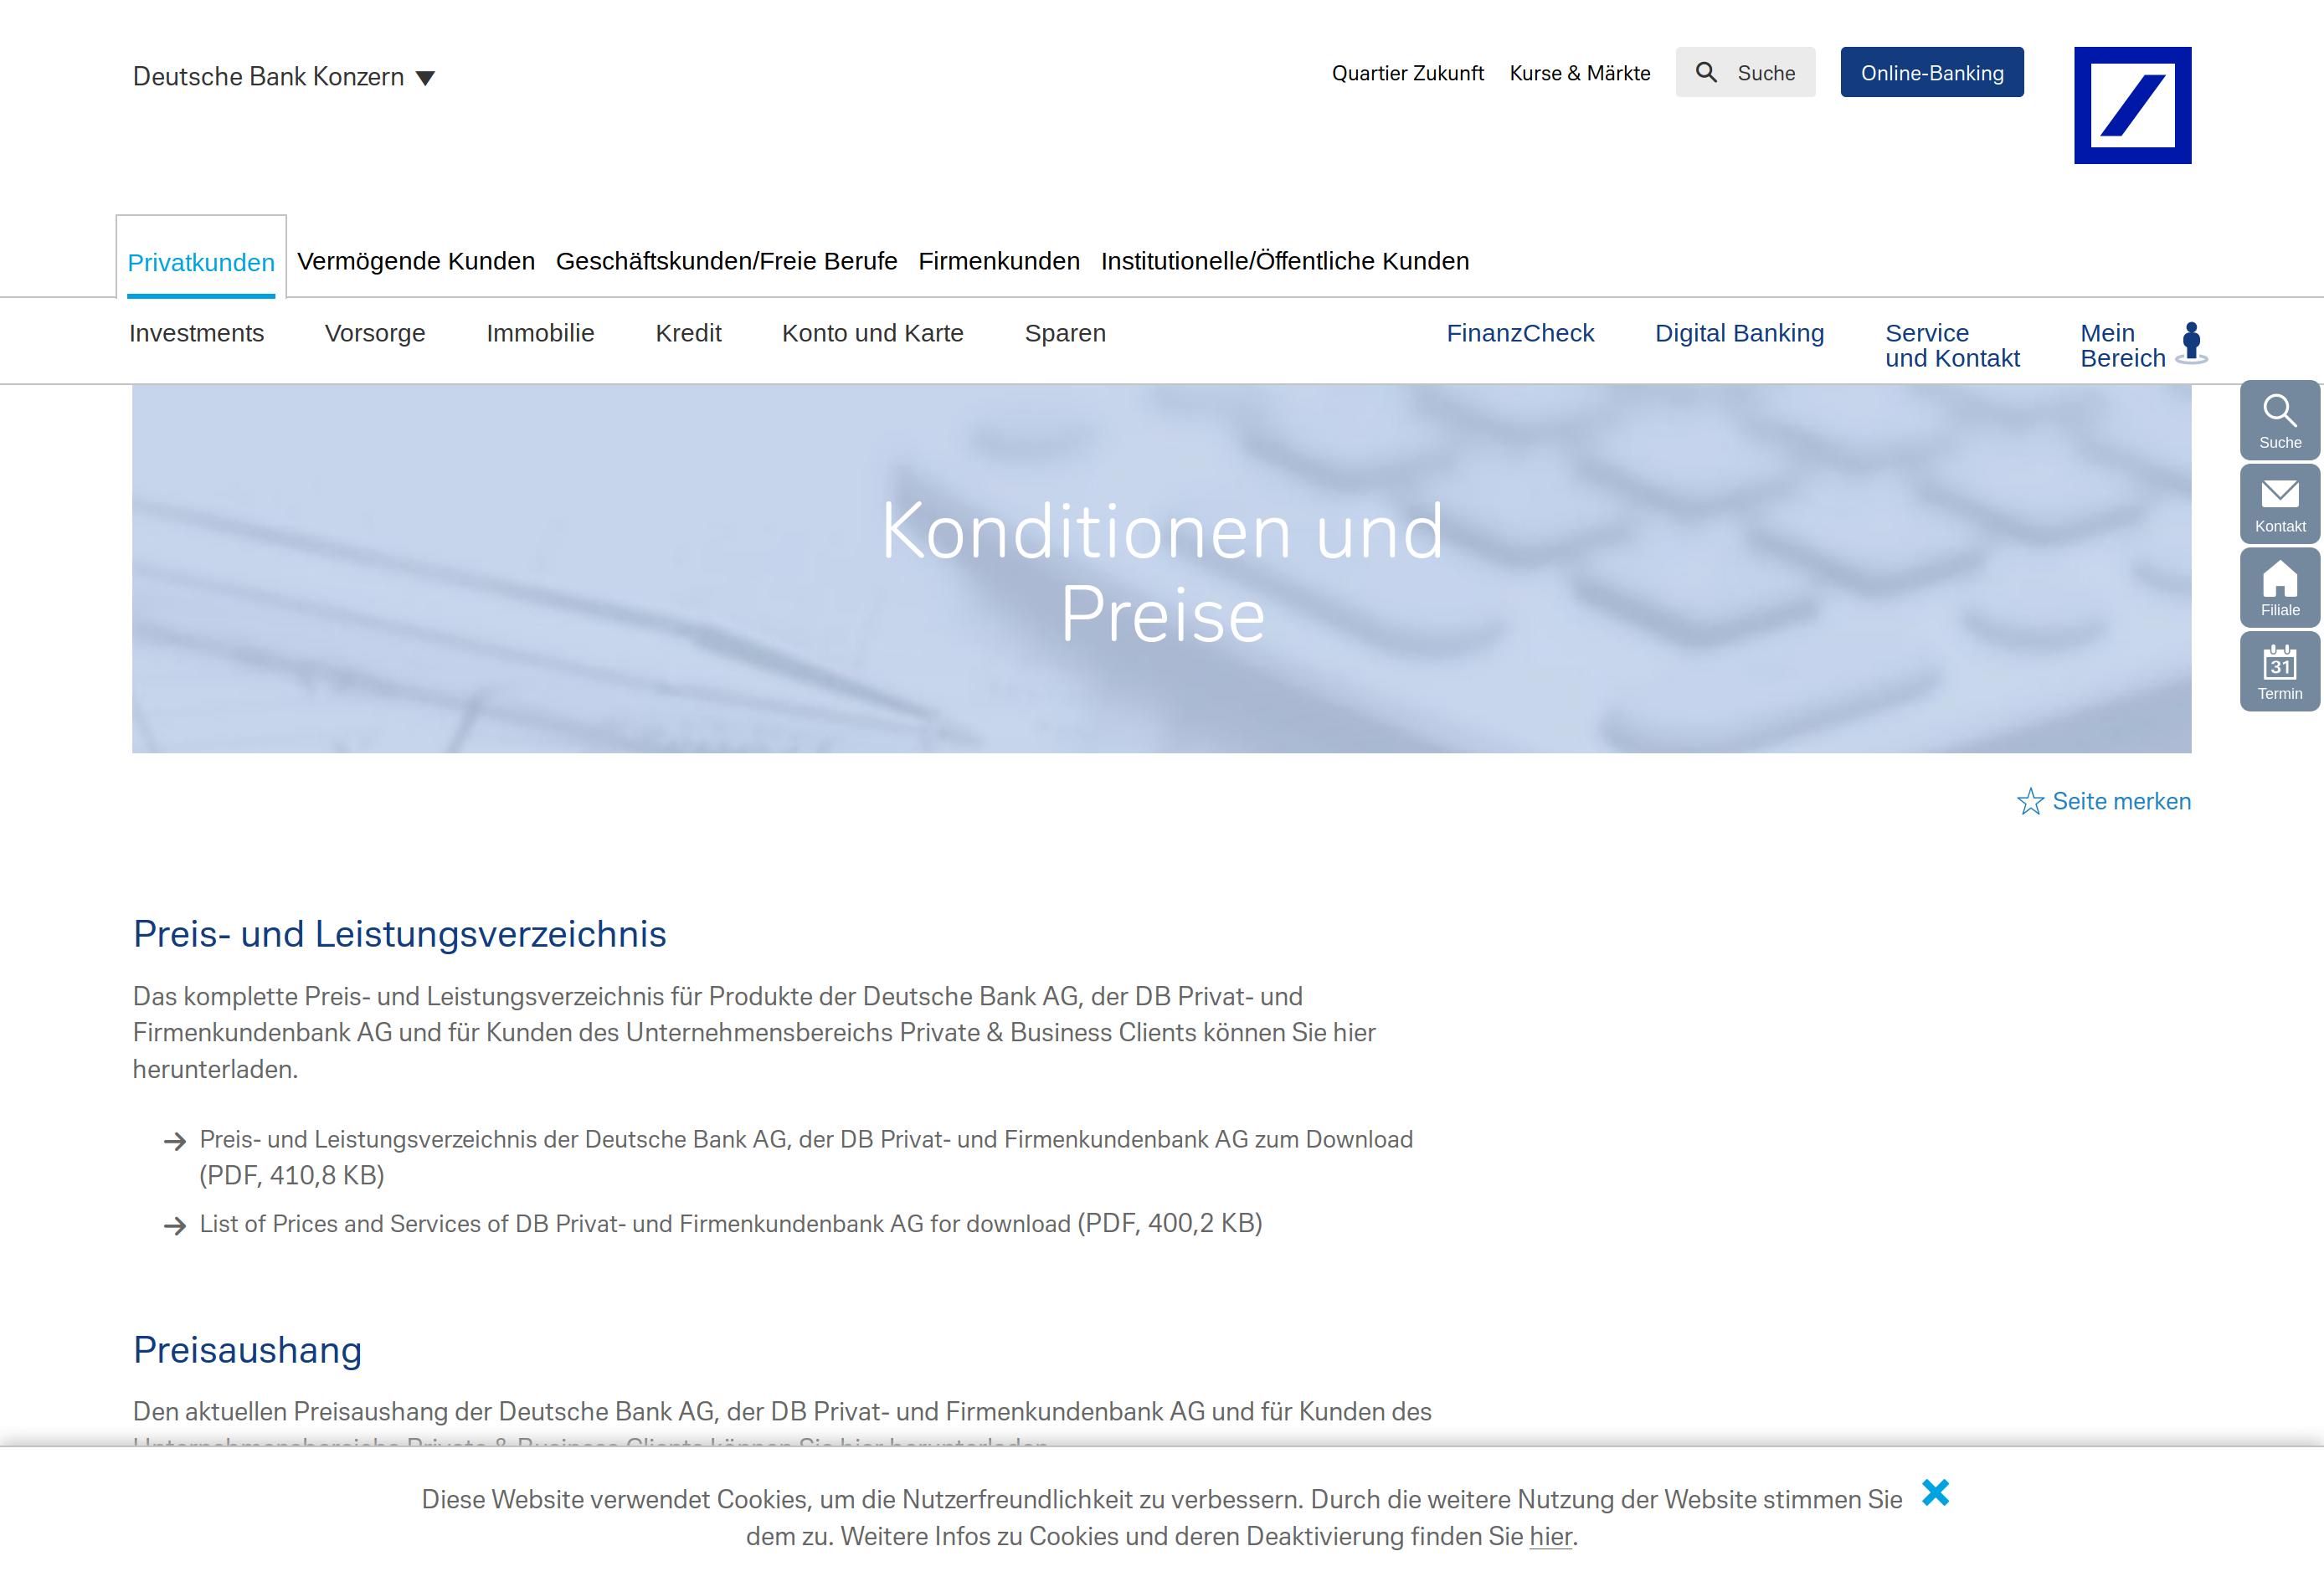 Deutsche Bank Konzern
Quartier Zukunft
Kurse & Märkte
Suche
Online-Banking
Privatkunden
Vermögende Kunden
Geschäftskunden/Freie Berufe
Firmenkunden
Institutionelle/Öffentliche Kunden
Investments
Vorsorge
Immobilie
Kredit
Konto und Karte
Sparen
FinanzCheck
Digital Banking
Service
und Kontakt
Mein
Bereich
Suche
Kontakt
Filiale
31
Termin
Konditionen und
Preise
Seite merken
Preis- und Leistungsverzeichnis
Das komplette Preis- und Leistungsverzeichnis für Produkte der Deutsche Bank AG, der DB Privat- und
Firmenkundenbank AG und für Kunden des Unternehmensbereichs Private & Business Clients können Sie hier
herunterladen.
Preis- und Leistungsverzeichnis der Deutsche Bank AG, der DB Privat- und Firmenkundenbank AG zum Download
(PDF, 410,8 KB)
List of Prices and Services of DB Privat- und Firmenkundenbank AG for download (PDF, 400,2 KB)
Preisaushang
Den aktuellen Preisaushang der Deutsche Bank AG, der DB Privat- und Firmenkundenbank AG und für Kunden des
Unternehmensbereichs Private & Business Clients können Sie hier herunterladen.
Diese Website verwendet Cookies, um die Nutzerfreundlichkeit zu verbessern. Durch die weitere Nutzung der Website stimmen Sie
dem zu. Weitere Infos zu Cookies und deren Deaktivierung finden Sie hier.